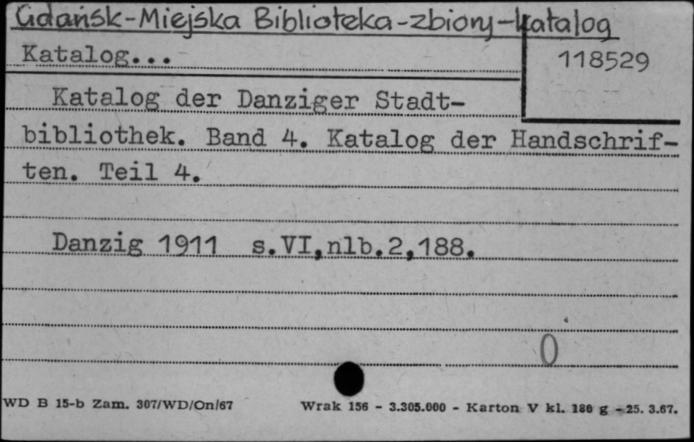 Gdańsk-Miejska Biblioteka-zbiory-katalog
Katalog...
118529
Katalog der Danziger Stadt-
bibliothek. Band 4. Katalog der Handschrif-
ten. Teil 4.
Danzig 1911 s.VI,nlb.2,188.
0
WD B 15-b Zam. 307/WD/On/67 Wrak 156 - 3.305.000 - Karton V kl. 180 g - 25. 3.67.